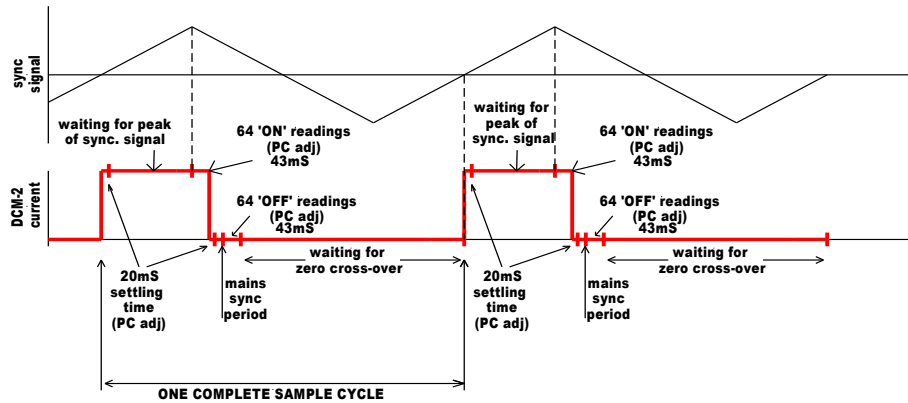 sync
signal
waiting for peak
of sync. signal
64 'ON' readings
(PC adj)
43mS
waiting for
peak of
sync. signal
64 'ON' readings
(PC adj)
43mS
DCM-2
current
64 'OFF' readings
(PC adj)
43mS
64 'OFF' readings
(PC adj)
43mS
waiting for
zero cross-over
waiting for
zero cross-over
20mS
settling
time
(PC adj)
mains
sync
period
20mS
settling
time
(PC adj)
mains
sync
period
ONE COMPLETE SAMPLE CYCLE